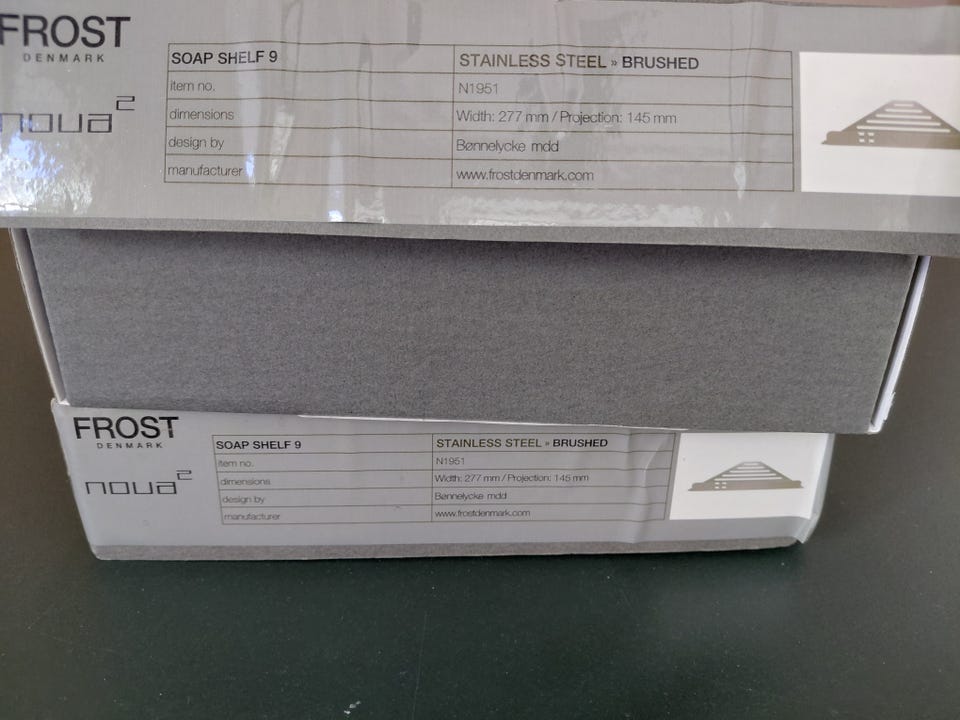 FROST
DENMARK
noua²
SOAP SHELF 9 STAINLESS STEEL » BRUSHED
item no. N1951
dimensions Width: 277 mm / Projection: 145 mm
design by Bønnelycke mdd
manufacturer www.frostdenmark.com
FROST
DENMARK
noua²
SOAP SHELF 9 STAINLESS STEEL » BRUSHED
item no. N1951
dimensions Width: 277 mm / Projection: 145 mm
design by Bønnelycke mdd
manufacturer www.frostdenmark.com